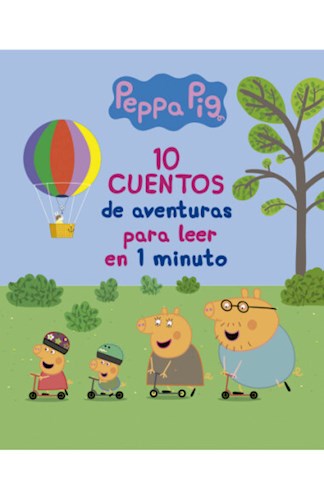 Peppa Pig
10
CUENTOS
de aventuras
para leer
en 1 minuto